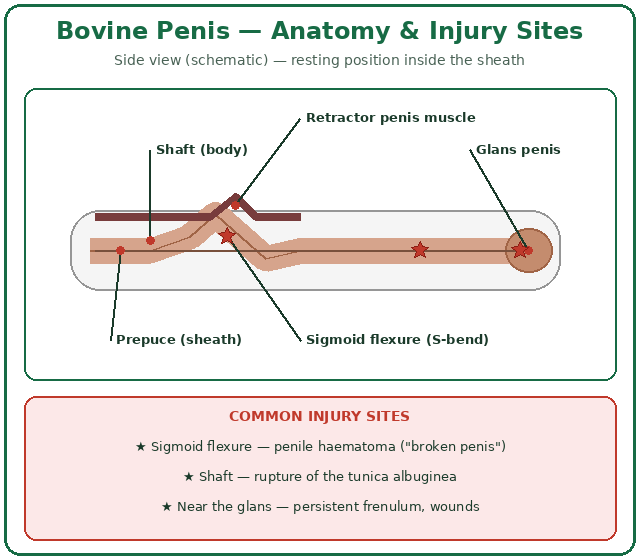 Bovine Penis — Anatomy & Injury Sites
Side view (schematic) — resting position inside the sheath
Retractor penis muscle
Shaft (body)
Glans penis
Prepuce (sheath)
Sigmoid flexure (S-bend)
COMMON INJURY SITES
★ Sigmoid flexure — penile haematoma ("broken penis")
★ Shaft — rupture of the tunica albuginea
★ Near the glans — persistent frenulum, wounds